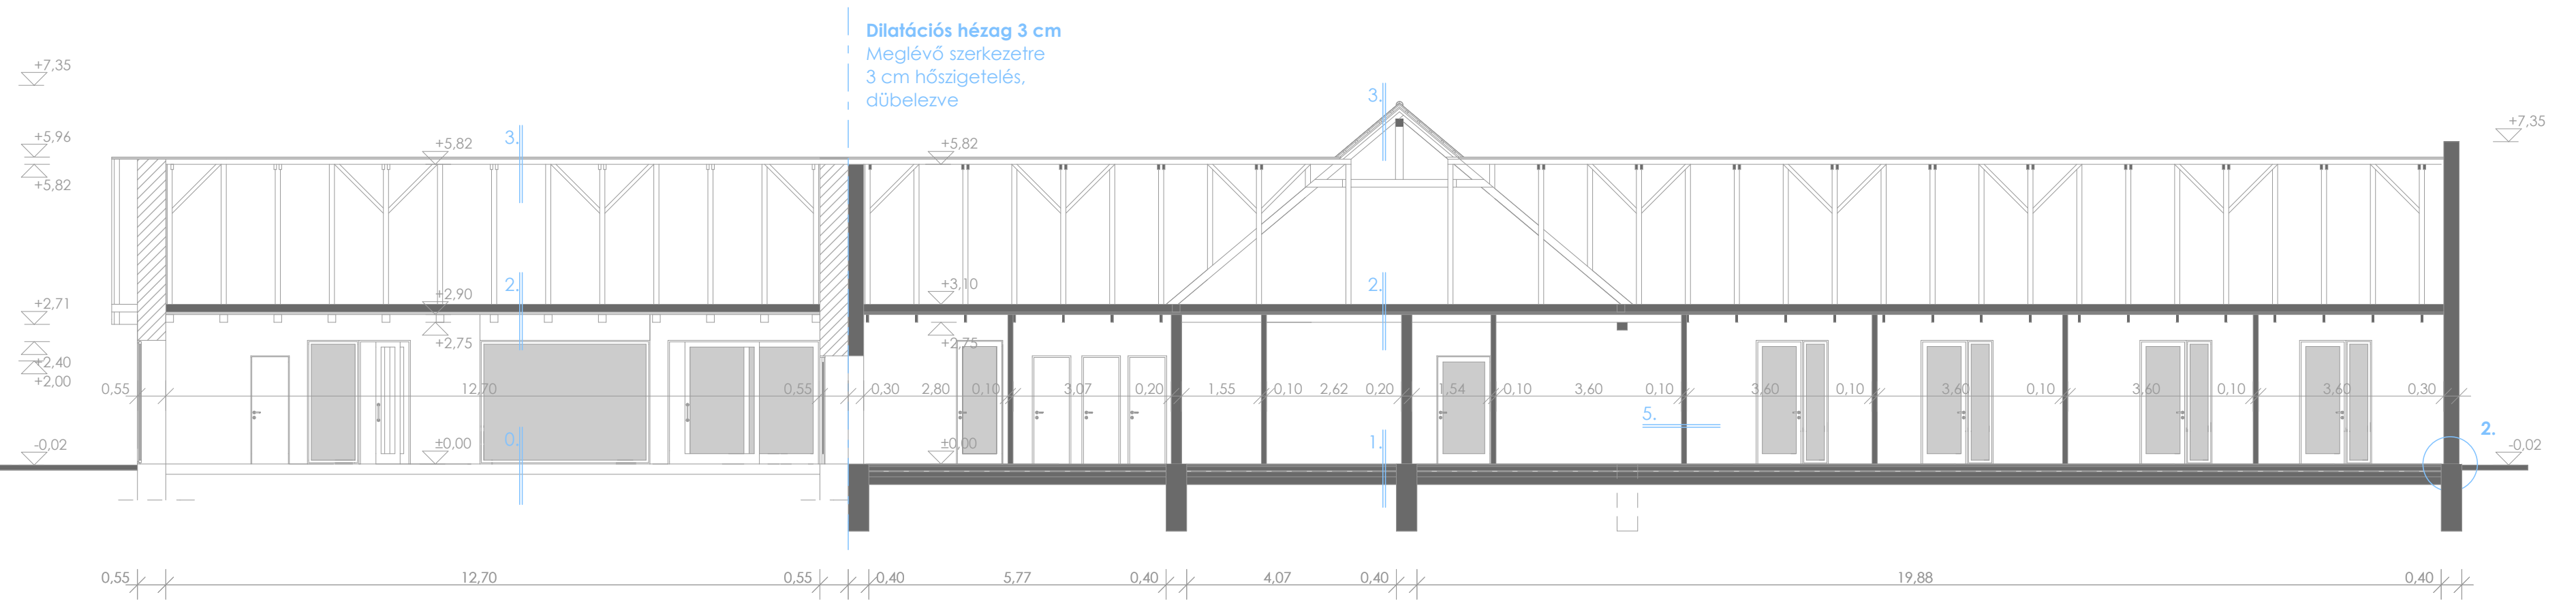 Dilatációs hézag 3 cm
Meglévő szerkezetre
3 cm hőszigetelés,
dübelezve
+7,35
3.
+7,35
+5,96
3.
+5,82
+5,82
+5,82
2.
2.
+3,10
+2,90
+2,71
+2,75
+2,75
+2,40
+2,00
0,55 12,70 0,55 0,30 2,80 0,10 3,07 0,20 1,55 0,10 2,62 0,20 1,54 0,10 3,60 0,10 3,60 0,10 3,60 0,10 3,60 0,10 3,60 0,30
5.
2.
-0,02 ±0,00 0. ±0,00 1. -0,02
0,55 12,70 0,55 0,40 5,77 0,40 4,07 0,40 19,88 0,40